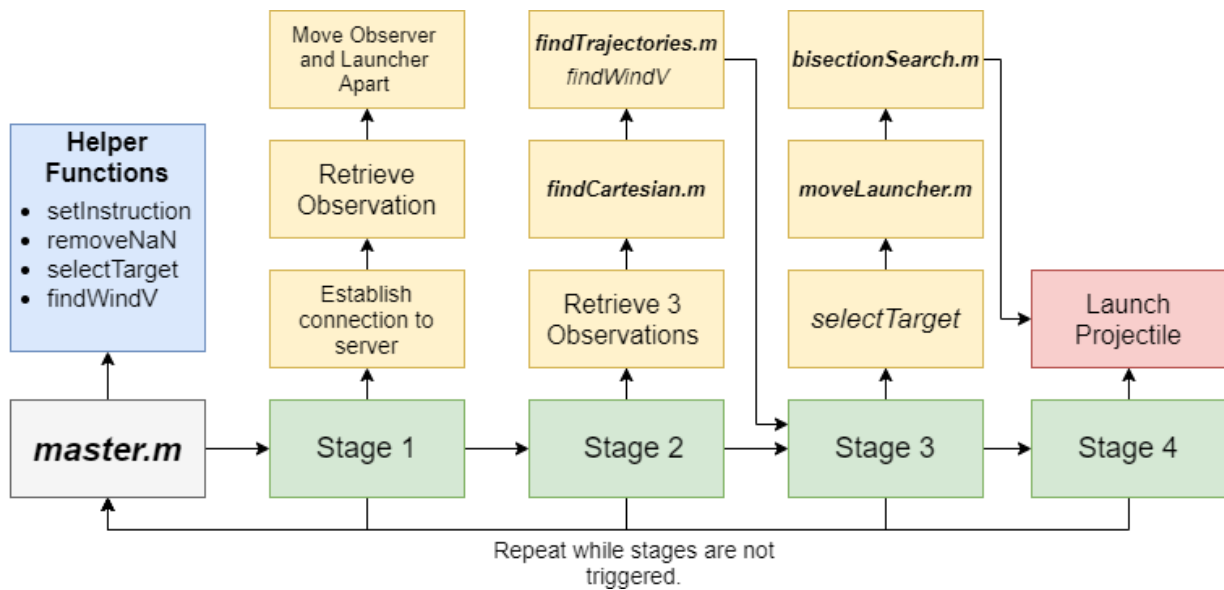 Move Observer
and Launcher
Apart
findTrajectories.m
findWindV
bisectionSearch.m
Helper
Functions
• setInstruction
• removeNaN
• selectTarget
• findWindV
Retrieve
Observation
findCartesian.m
moveLauncher.m
Establish
connection to
server
Retrieve 3
Observations
selectTarget
Launch
Projectile
master.m
Stage 1
Stage 2
Stage 3
Stage 4
Repeat while stages are not
triggered.